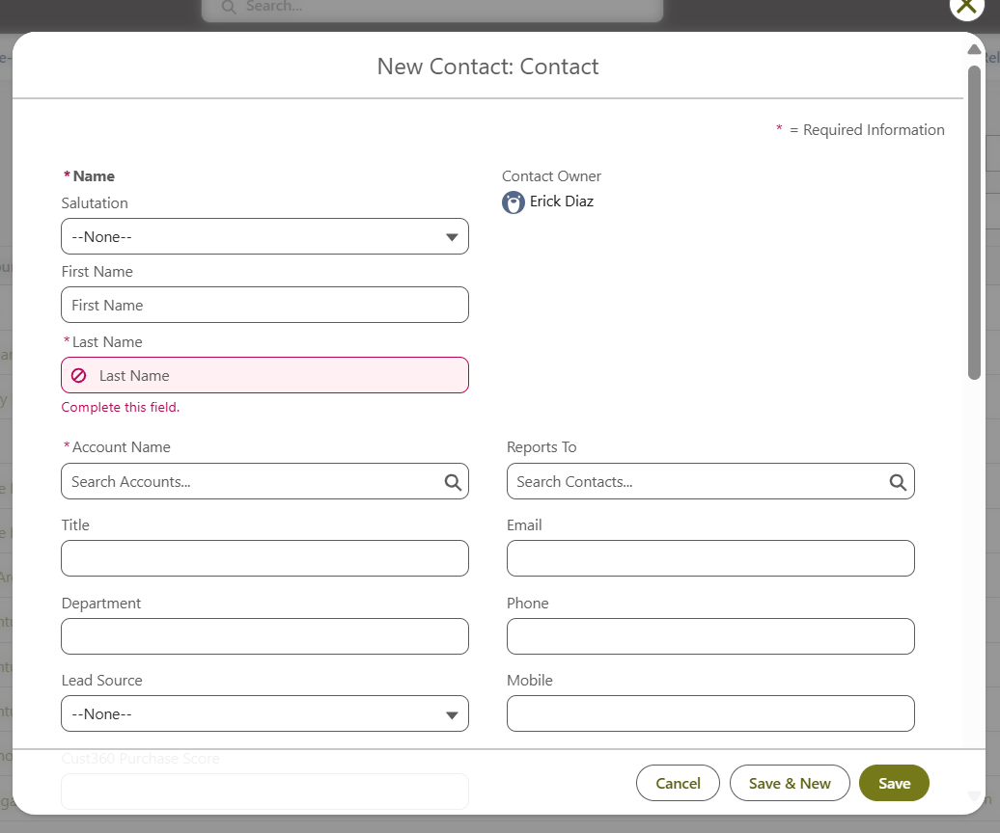 Search...
New Contact: Contact
* = Required Information
*Name
Contact Owner
Salutation
Erick Diaz
--None--
First Name
First Name
*Last Name
Last Name
Complete this field.
*Account Name
Reports To
Search Accounts...
Search Contacts...
Title
Email
Department
Phone
Lead Source
Mobile
--None--
Cust360 Purchase Score
Cancel
Save & New
Save